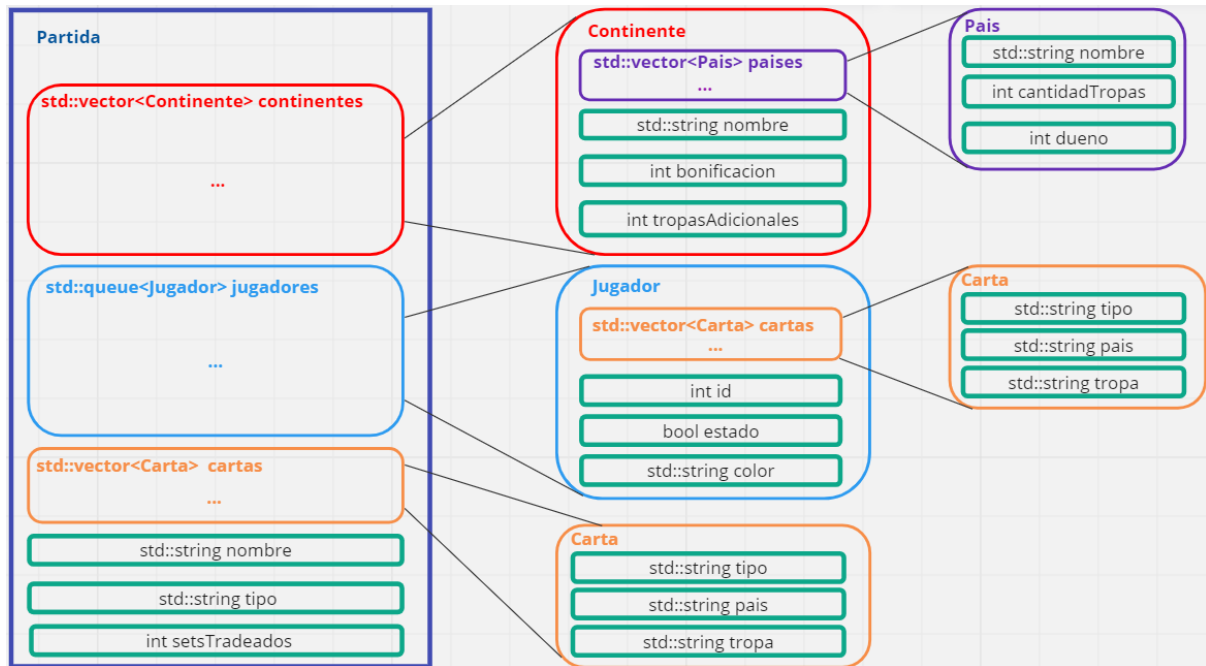 Partida
std::vector<Continente> continentes
...
std::queue<Jugador> jugadores
...
std::vector<Carta>  cartas
...
std::string nombre
std::string tipo
int setsTradeados
Continente
std::vector<Pais> paises
...
std::string nombre
int bonificacion
int tropasAdicionales
Jugador
std::vector<Carta> cartas
...
int id
bool estado
std::string color
Carta
std::string tipo
std::string pais
std::string tropa
Pais
std::string nombre
int cantidadTropas
int dueno
Carta
std::string tipo
std::string pais
std::string tropa